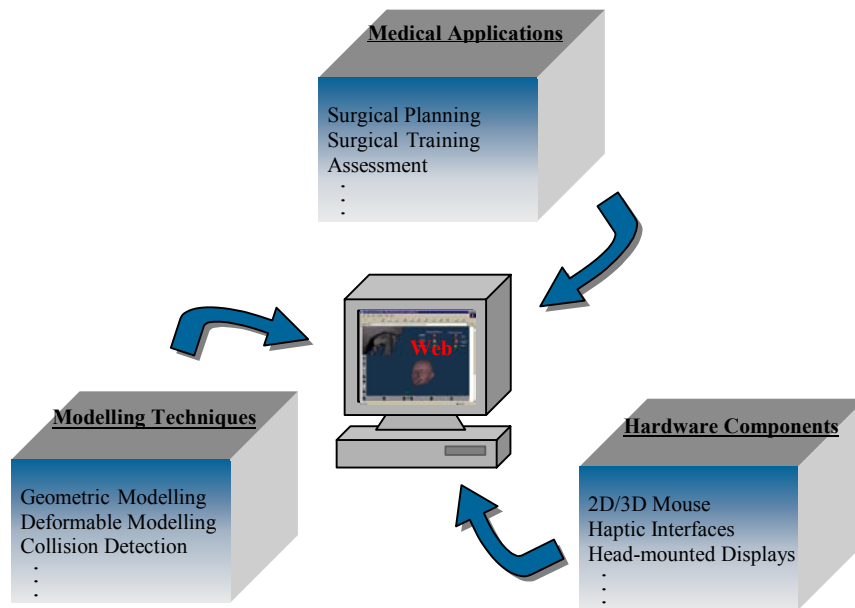 Medical Applications
Surgical Planning
Surgical Training
Assessment
.
.
.
Web
Modelling Techniques
Geometric Modelling
Deformable Modelling
Collision Detection
.
.
.
Hardware Components
2D/3D Mouse
Haptic Interfaces
Head-mounted Displays
.
.
.